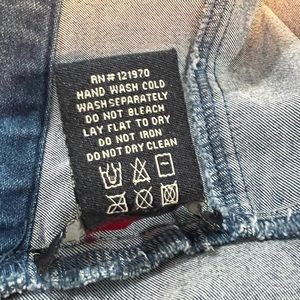 RN# 121970
HAND WASH COLD
WASH SEPARATELY
DO NOT BLEACH
LAY FLAT TO DRY
DO NOT IRON
DO NOT DRY CLEAN